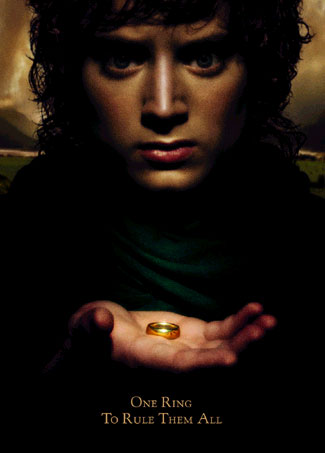 One Ring
To Rule Them All